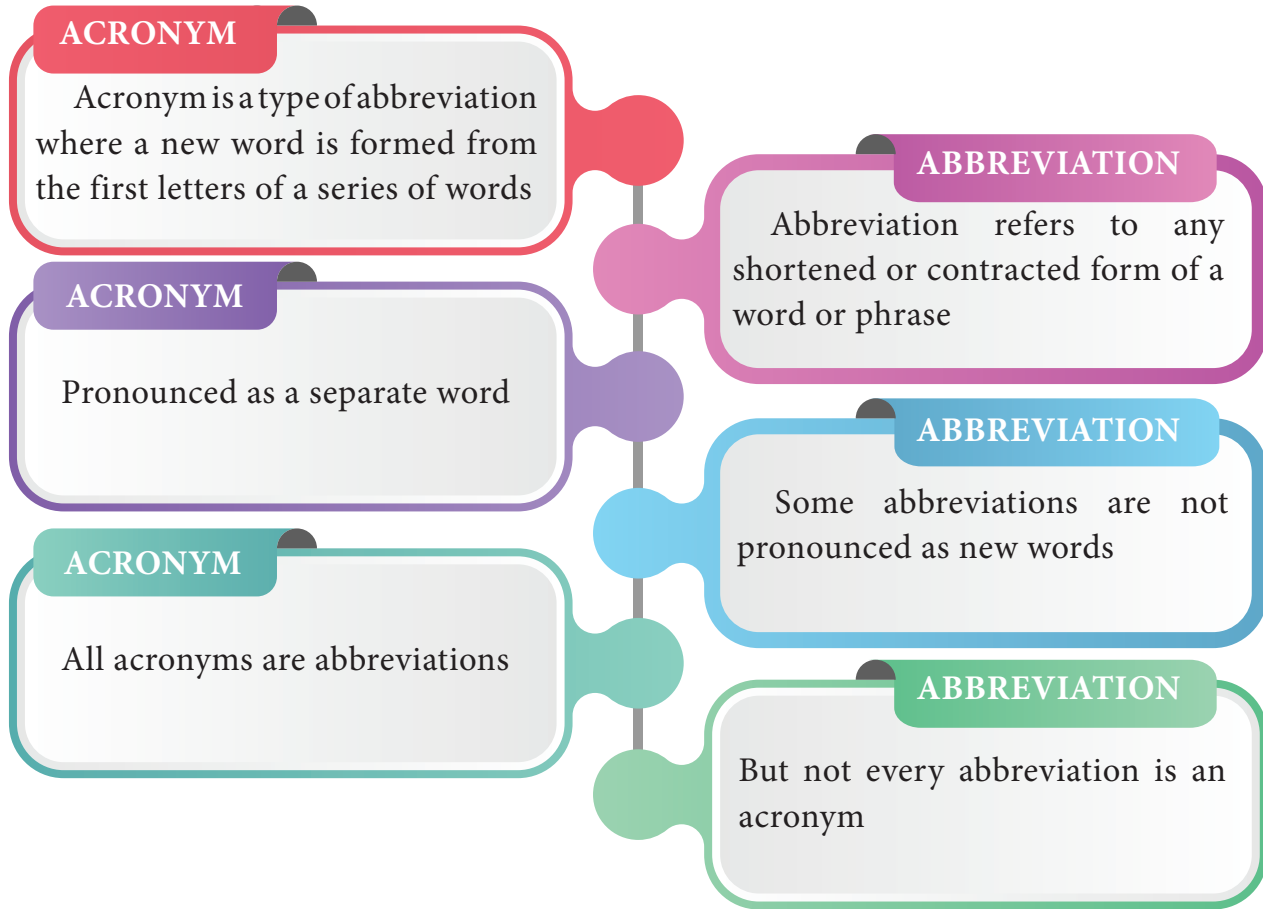 ACRONYM
Acronym is a type of abbreviation
where a new word is formed from
the first letters of a series of words
ABBREVIATION
Abbreviation refers to any
shortened or contracted form of a
word or phrase
ACRONYM
Pronounced as a separate word
ABBREVIATION
Some abbreviations are not
pronounced as new words
ACRONYM
All acronyms are abbreviations
ABBREVIATION
But not every abbreviation is an
acronym